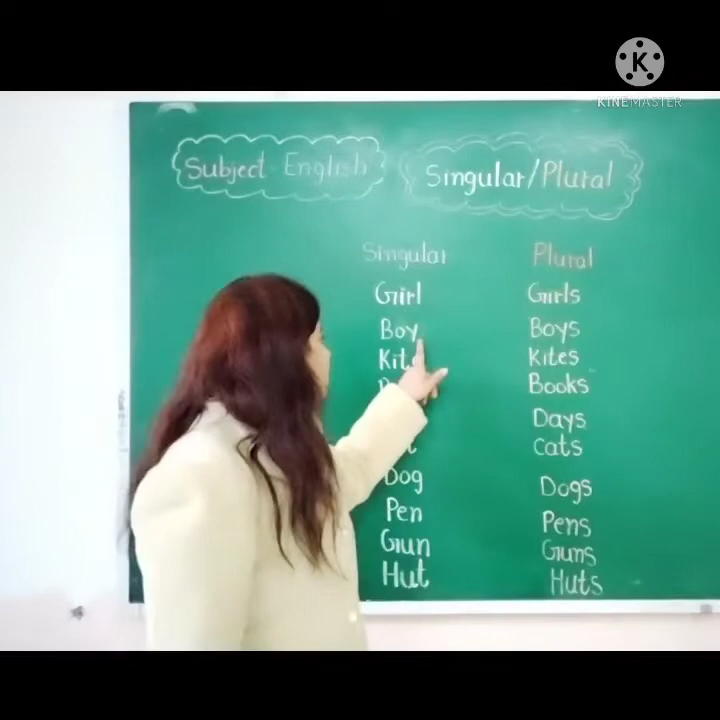 K
KINEMASTER
Subject English
Singular/Plural
Singular Plural
Girl Girls
Boy Boys
Kite Kites
Books
Days
Cats
Dog Dogs
Pen Pens
Gun Guns
Hut Huts